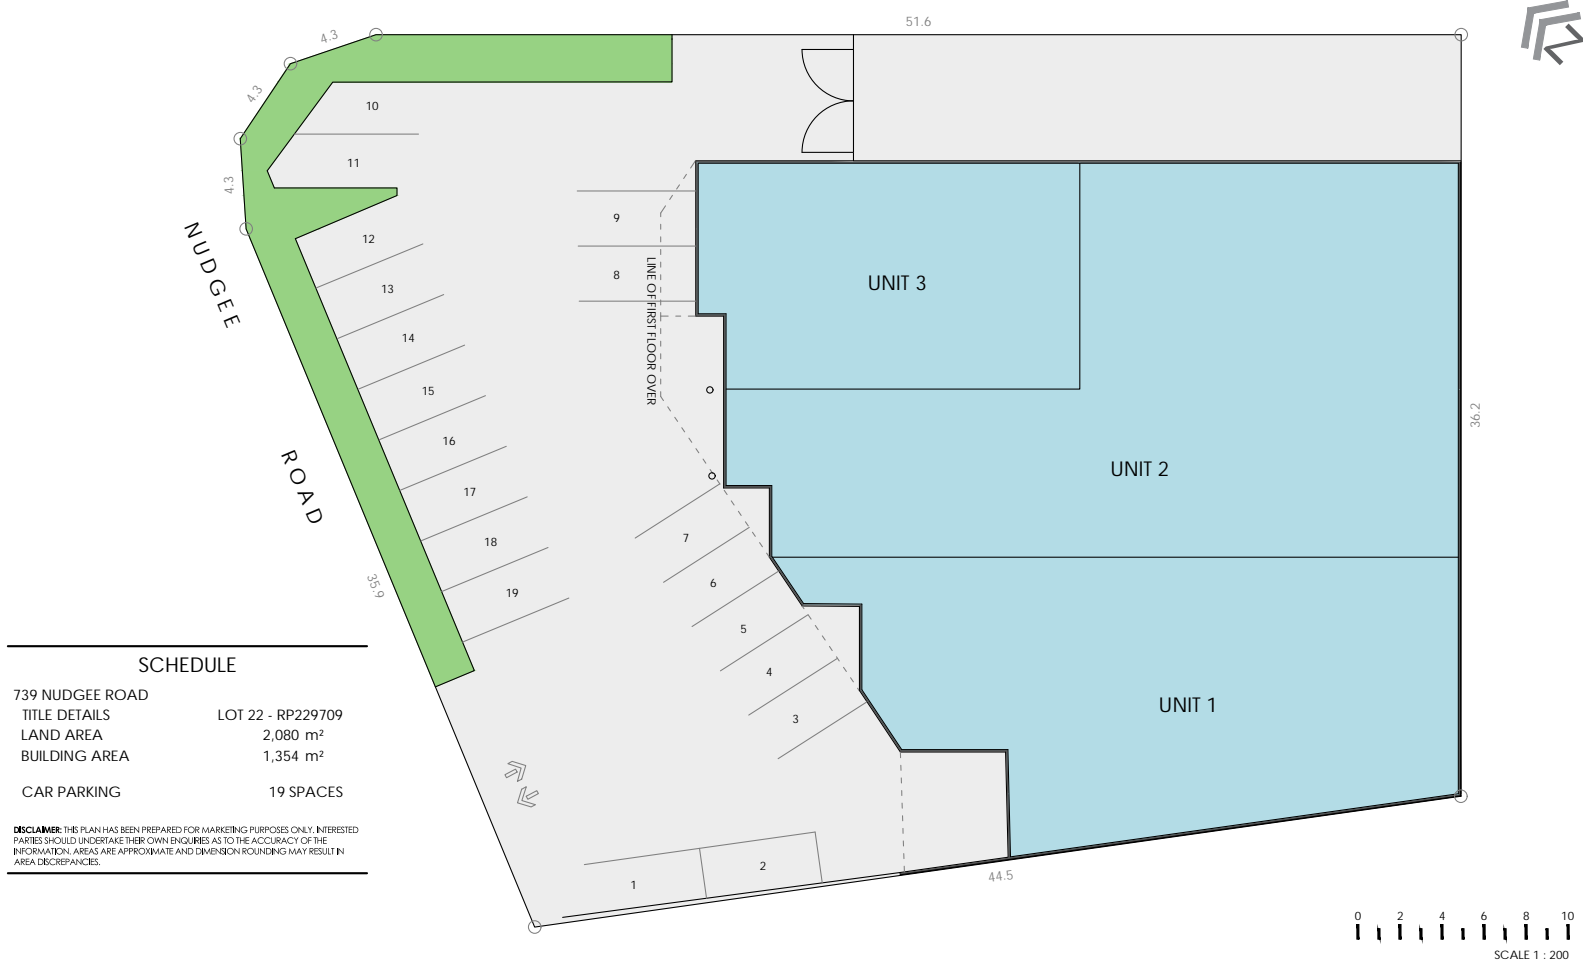 51.6
4.3
4.3
4.3
10
11
12
13
14
15
16
17
18
19
9
8
7
6
5
4
3
2
1
NUDGEE
ROAD
35.9
LINE OF FIRST FLOOR OVER
UNIT 3
UNIT 2
UNIT 1
36.2
44.5
SCHEDULE
739 NUDGEE ROAD
TITLE DETAILS LOT 22 - RP229709
LAND AREA 2,080 m²
BUILDING AREA 1,354 m²
CAR PARKING 19 SPACES
DISCLAIMER: THIS PLAN HAS BEEN PREPARED FOR MARKETING PURPOSES ONLY. INTERESTED
PARTIES SHOULD UNDERTAKE THEIR OWN ENQUIRIES AS TO THE ACCURACY OF THE
INFORMATION. AREAS ARE APPROXIMATE AND DIMENSION ROUNDING MAY RESULT IN
AREA DISCREPANCIES.
0 2 4 6 8 10
SCALE 1 : 200
N